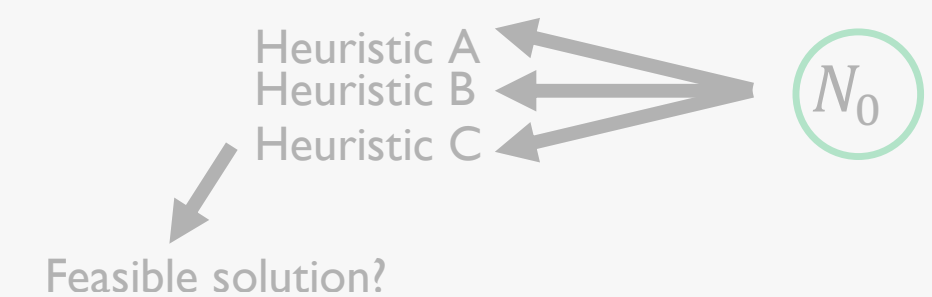 Heuristic A
Heuristic B
Heuristic C
N₀
Feasible solution?